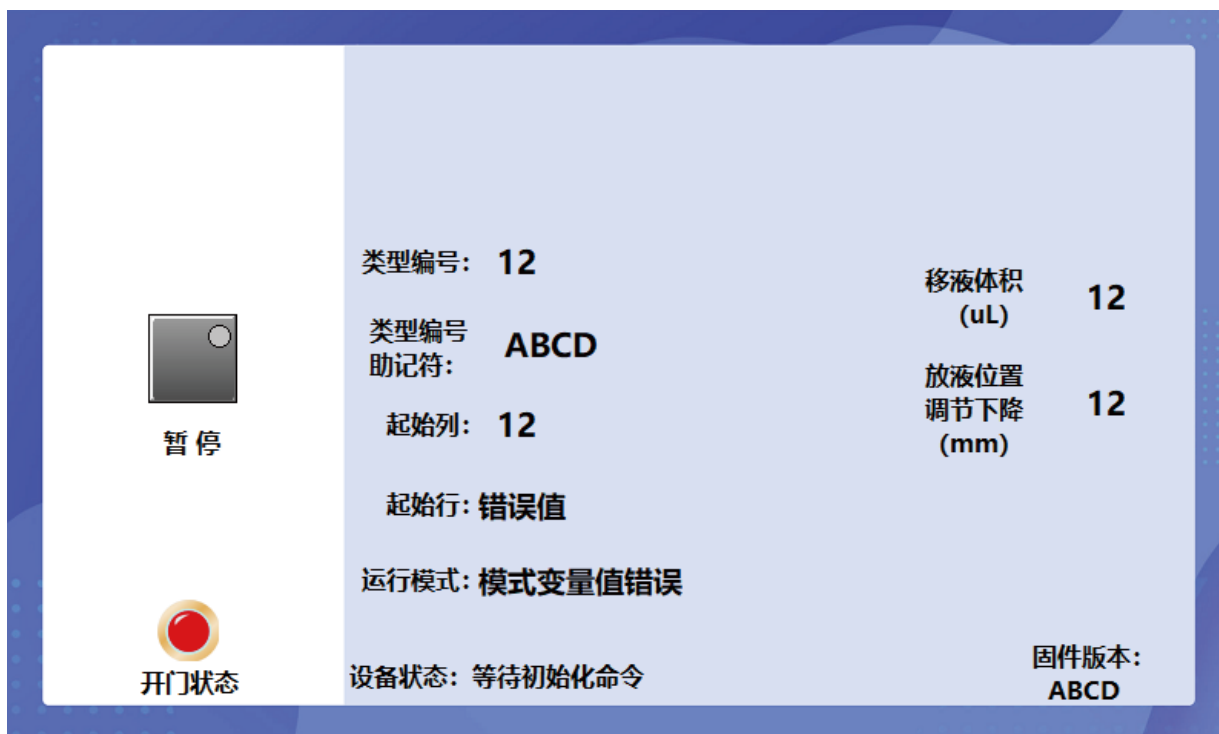 类型编号： 12
移液体积
(uL)
12
类型编号
助记符：
ABCD
放液位置
调节下降
(mm)
12
起始列： 12
暂 停
起始行：错误值
运行模式：模式变量值错误
开门状态
设备状态：等待初始化命令
固件版本：
ABCD